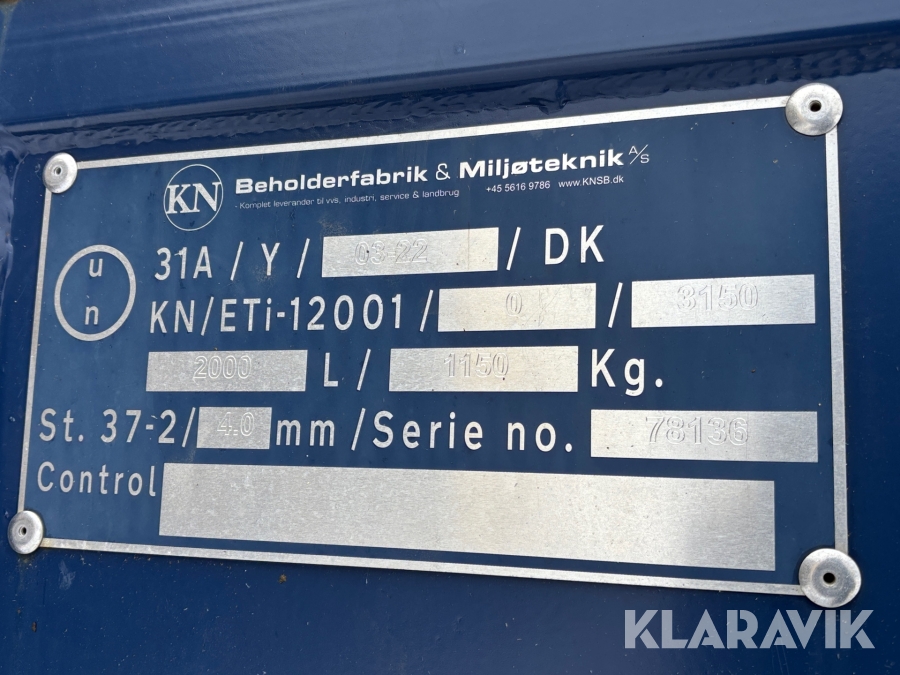 KN Beholderfabrik & Miljøteknik A/S
- Komplet leverandør til vvs, industri, service & landbrug +45 5616 9786 www.KNSB.dk
un 31A / Y / 03-22 / DK
KN/ETi-12001 / 0 / 3150
2000 L / 1150 Kg.
St. 37-2/ 4.0 mm /Serie no. 78136
Control
KLARAVIK